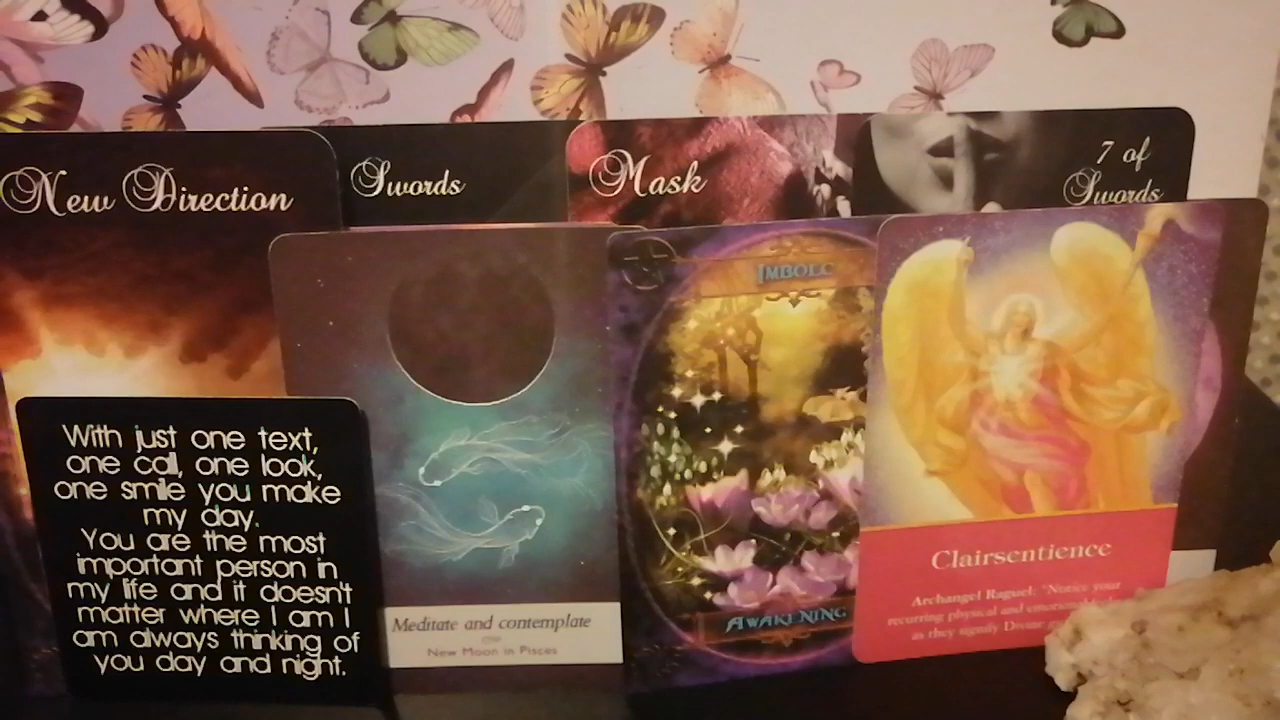 New Direction
Swords
Mask
7 of
Swords
With just one text,
one call, one look,
one smile you make
my day.
You are the most
important person in
my life and it doesn't
matter where I am I
am always thinking of
you day and night.
Meditate and contemplate
New Moon in Pisces
IMBOLC
AWAKENING
Clairsentience
Archangel Raguel: "Notice your
recurring physical and emotional
as they signify Divine